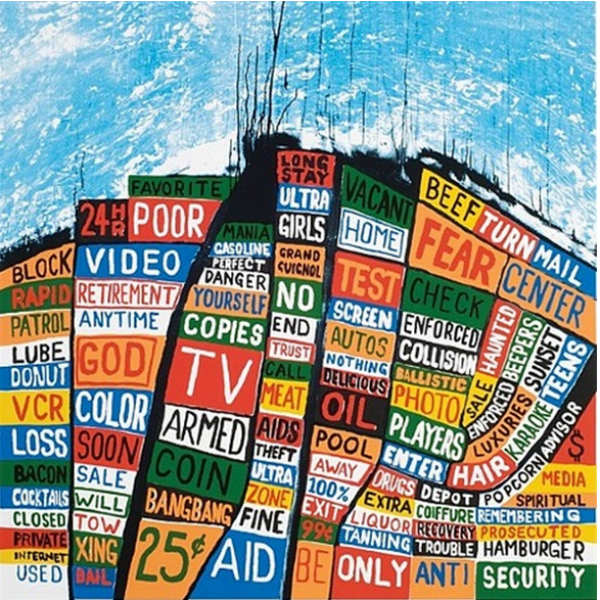 BLOCK
RAPID
PATROL
LUBE
DONUT
VCR
LOSS
BACON
COCKTAILS
CLOSED
PRIVATE
INTERNET
USED
FAVORITE
24HR
POOR
VIDEO
RETIREMENT
ANYTIME
GOD
COLOR
SOON
SALE
WILL
TOW
XING
BAIL
MANIA
GASOLINE
PERFECT
DANGER
YOURSELF
COPIES
TV
ARMED
COIN
BANGBANG
25¢
LONG
STAY
ULTRA
GIRLS
GRAND
GUIGNOL
NO
END
TRUST
CALL
MEAT
AIDS
THEFT
ULTRA
ZONE
FINE
AID
VACANT
HOME
TEST
SCREEN
AUTOS
NOTHING
DELICIOUS
OIL
POOL
AWAY
100%
EXIT
99¢
BE
BEEF
TURN
MAIL
FEAR
CENTER
CHECK
ENFORCED
COLLISION
BALLISTIC
PHOTO
PLAYERS
ENTER
DRUGS
EXTRA
LIQUOR
TANNING
ONLY
HAUNTED
SALE
BEEPERS
ENFORCED
SUNSET
LUXURIES
TEENS
KARAOKE
HAIR
POPCORN
ADVISOR
$
DEPOT
COIFFURE
RECOVERY
TROUBLE
ANTI
MEDIA
SPIRITUAL
REMEMBERING
PROSECUTED
HAMBURGER
SECURITY